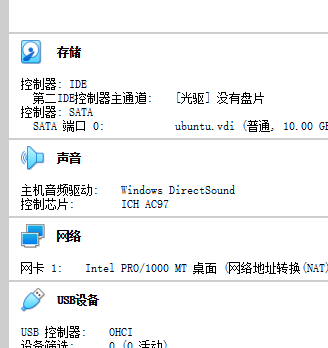 存储
控制器: IDE
第二IDE控制器主通道: [光驱] 没有盘片
控制器: SATA
SATA 端口 0: ubuntu.vdi (普通, 10.00 GB
声音
主机音频驱动: Windows DirectSound
控制芯片: ICH AC97
网络
网卡 1: Intel PRO/1000 MT 桌面 (网络地址转换(NAT)
USB设备
USB 控制器: OHCI
设备筛选: 0 (0 活动)